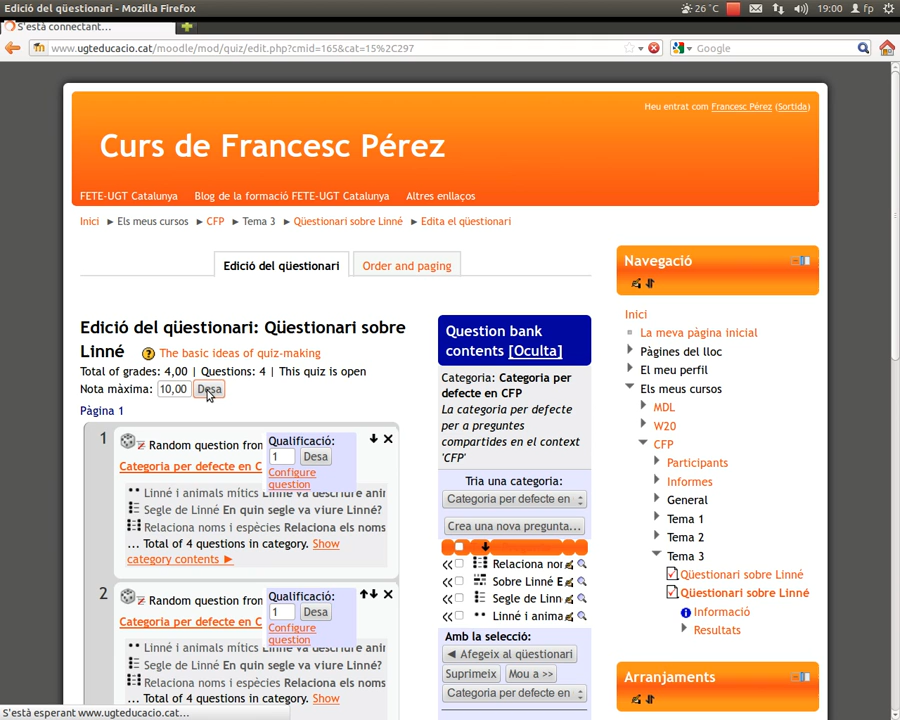 Edició del qüestionari - Mozilla Firefox
26 °C
19:00
fp
S'està connectant...
www.ugteducacio.cat/moodle/mod/quiz/edit.php?cmid=165&cat=15%2C297
Google
Heu entrat com Francesc Pérez (Sortida)
Curs de Francesc Pérez
FETE-UGT Catalunya Blog de la formació FETE-UGT Catalunya Altres enllaços
Inici ► Els meus cursos ► CFP ► Tema 3 ► Qüestionari sobre Linné ► Edita el qüestionari
Edició del qüestionari
Order and paging
Edició del qüestionari: Qüestionari sobre
Linné
The basic ideas of quiz-making
Total of grades: 4,00 | Questions: 4 | This quiz is open
Nota màxima: 10,00 Desa
Pàgina 1
1
Random question from
Categoria per defecte en C
Qualificació:
1 Desa
Configure
question
Linné i animals mítics Linné va descriure anir
Segle de Linné En quin segle va viure Linné?
Relaciona noms i espècies Relaciona els noms
... Total of 4 questions in category. Show
category contents ►
2
Random question from
Categoria per defecte en C
Qualificació:
1 Desa
Configure
question
Linné i animals mítics Linné va descriure anir
Segle de Linné En quin segle va viure Linné?
Relaciona noms i espècies Relaciona els noms
... Total of 4 questions in category. Show
Question bank
contents [Oculta]
Categoria: Categoria per
defecte en CFP
La categoria per defecte
per a preguntes
compartides en el context
'CFP'
Tria una categoria:
Categoria per defecte en
Crea una nova pregunta...
Relaciona nor
Sobre Linné E
Segle de Linn
Linné i anima
Amb la selecció:
◄ Afegeix al qüestionari
Suprimeix Mou a >>
Categoria per defecte en
Navegació
Inici
La meva pàgina inicial
Pàgines del lloc
El meu perfil
Els meus cursos
MDL
W20
CFP
Participants
Informes
General
Tema 1
Tema 2
Tema 3
Qüestionari sobre Linné
Qüestionari sobre Linné
Informació
Resultats
Arranjaments
S'està esperant www.ugteducacio.cat...